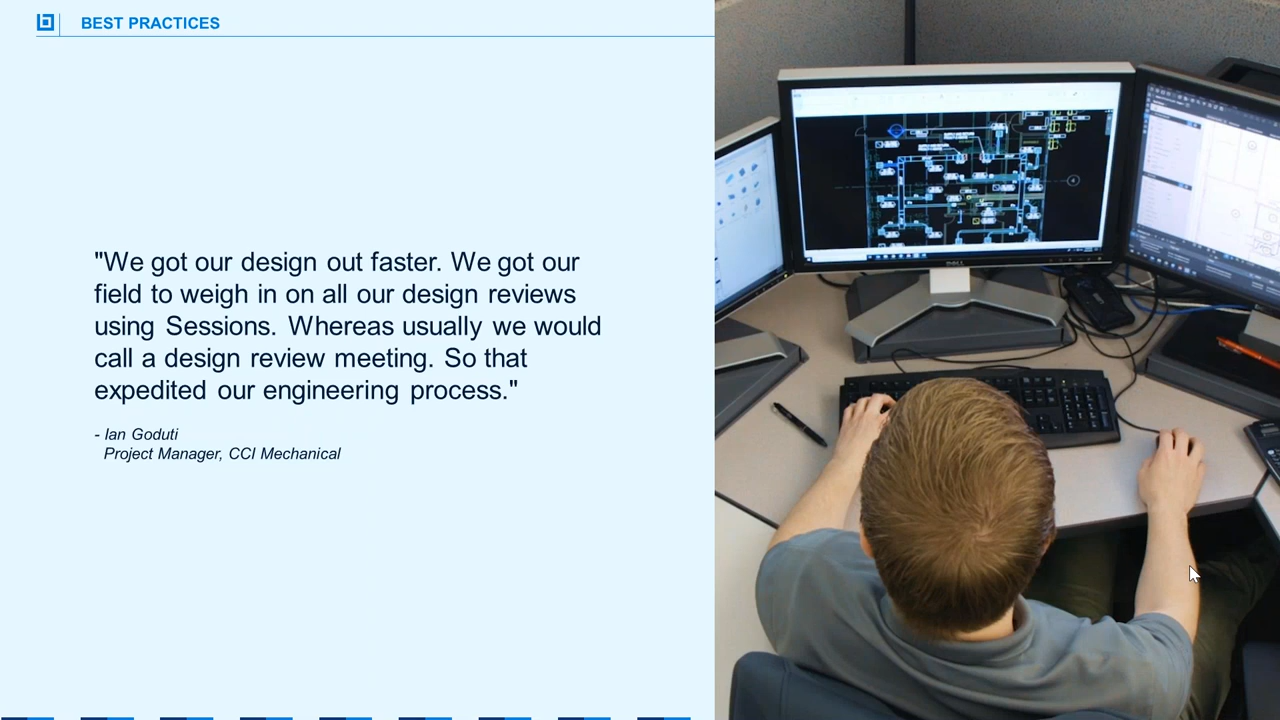 BEST PRACTICES
"We got our design out faster. We got our
field to weigh in on all our design reviews
using Sessions. Whereas usually we would
call a design review meeting. So that
expedited our engineering process."
- Ian Goduti
Project Manager, CCI Mechanical
DELL